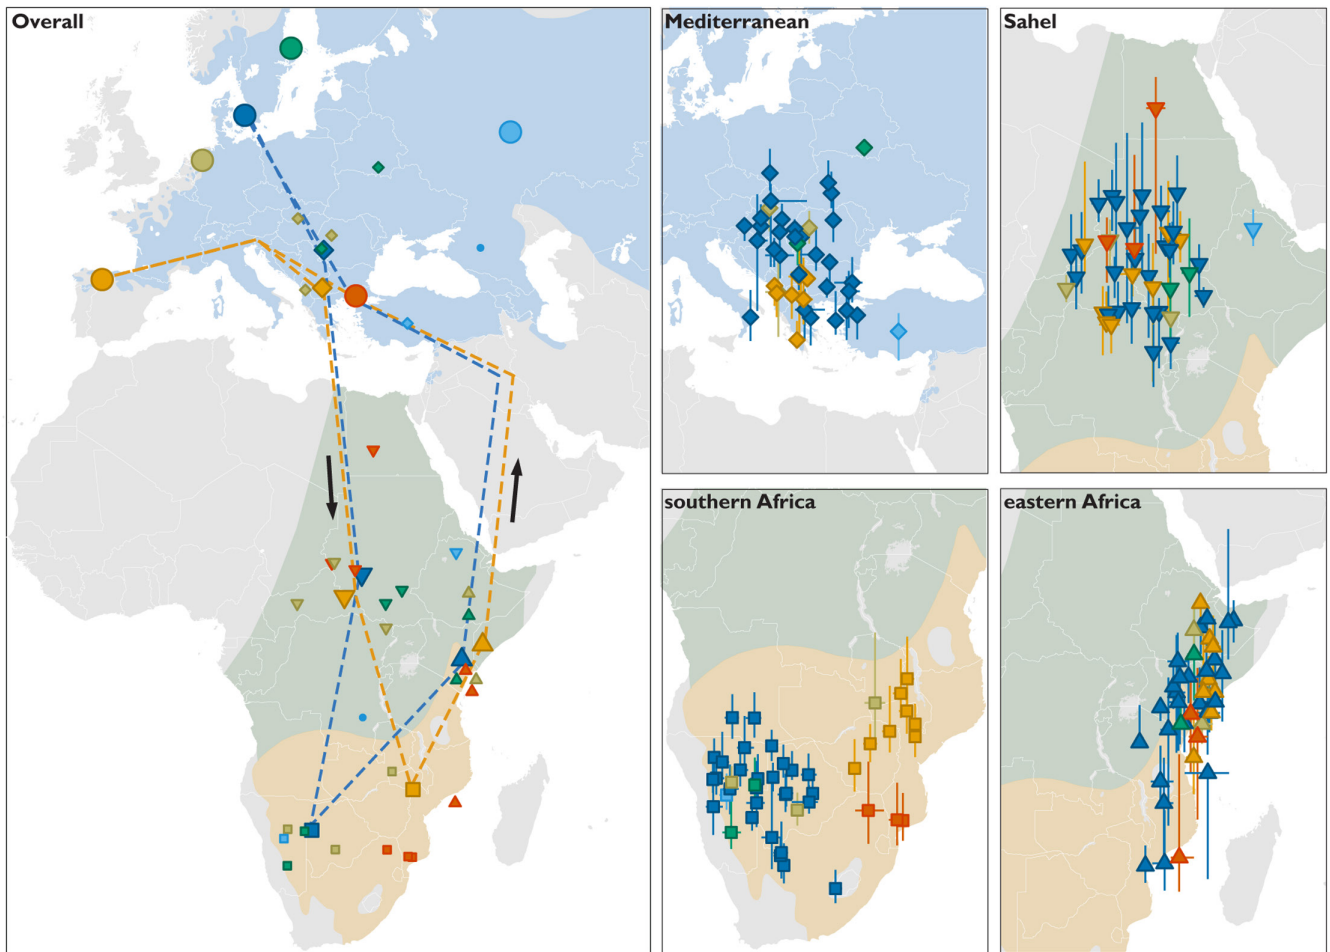 Overall
Mediterranean
Sahel
southern Africa
eastern Africa